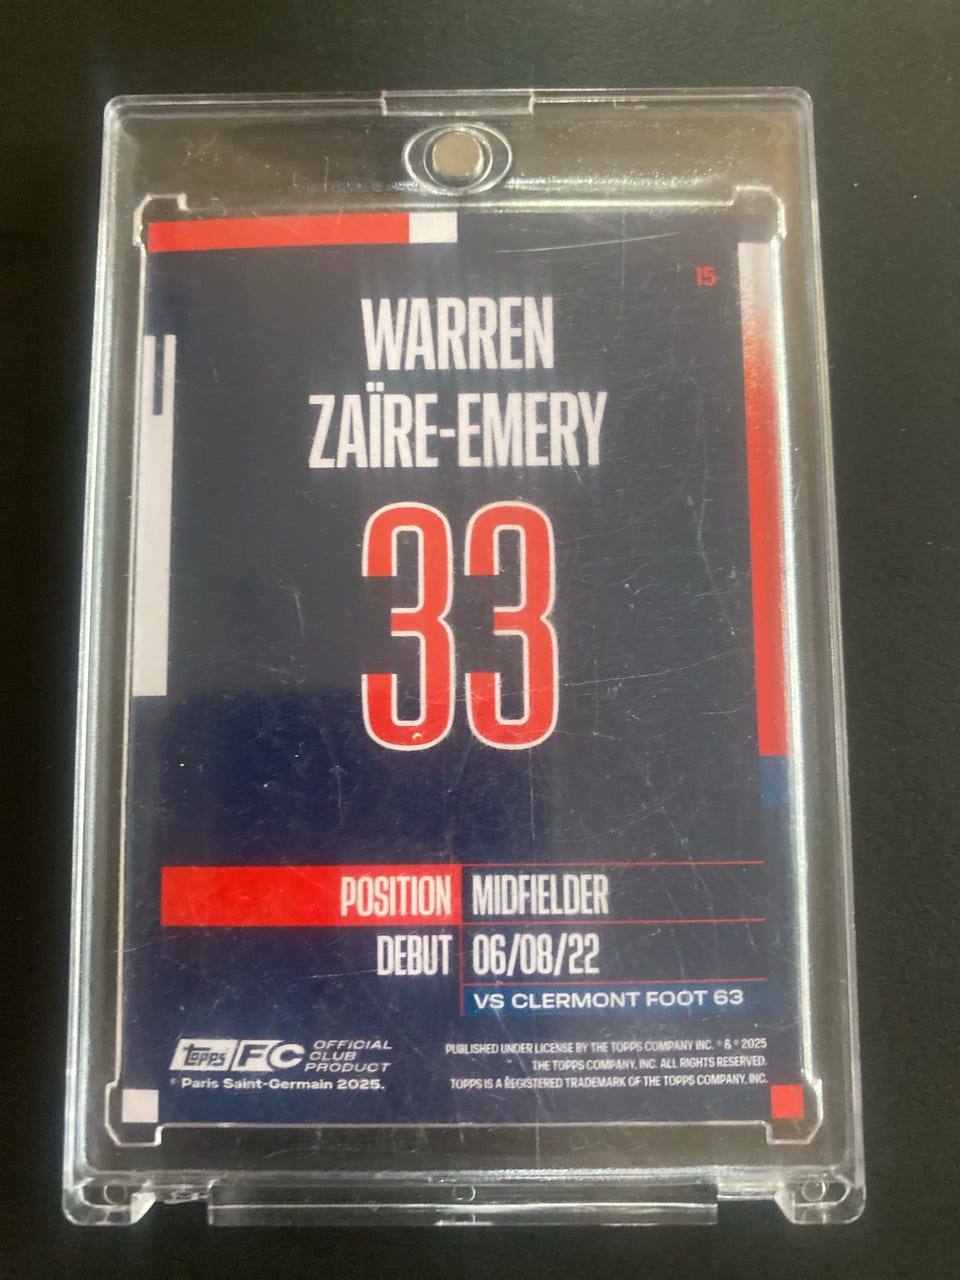 15
WARREN
ZAÏRE-EMERY
33
POSITION MIDFIELDER
DEBUT 06/08/22
VS CLERMONT FOOT 63
topps FC OFFICIAL
CLUB
PRODUCT
© Paris Saint-Germain 2025.
PUBLISHED UNDER LICENSE BY THE TOPPS COMPANY INC. ® & © 2025
THE TOPPS COMPANY, INC. ALL RIGHTS RESERVED.
TOPPS IS A REGISTERED TRADEMARK OF THE TOPPS COMPANY, INC.